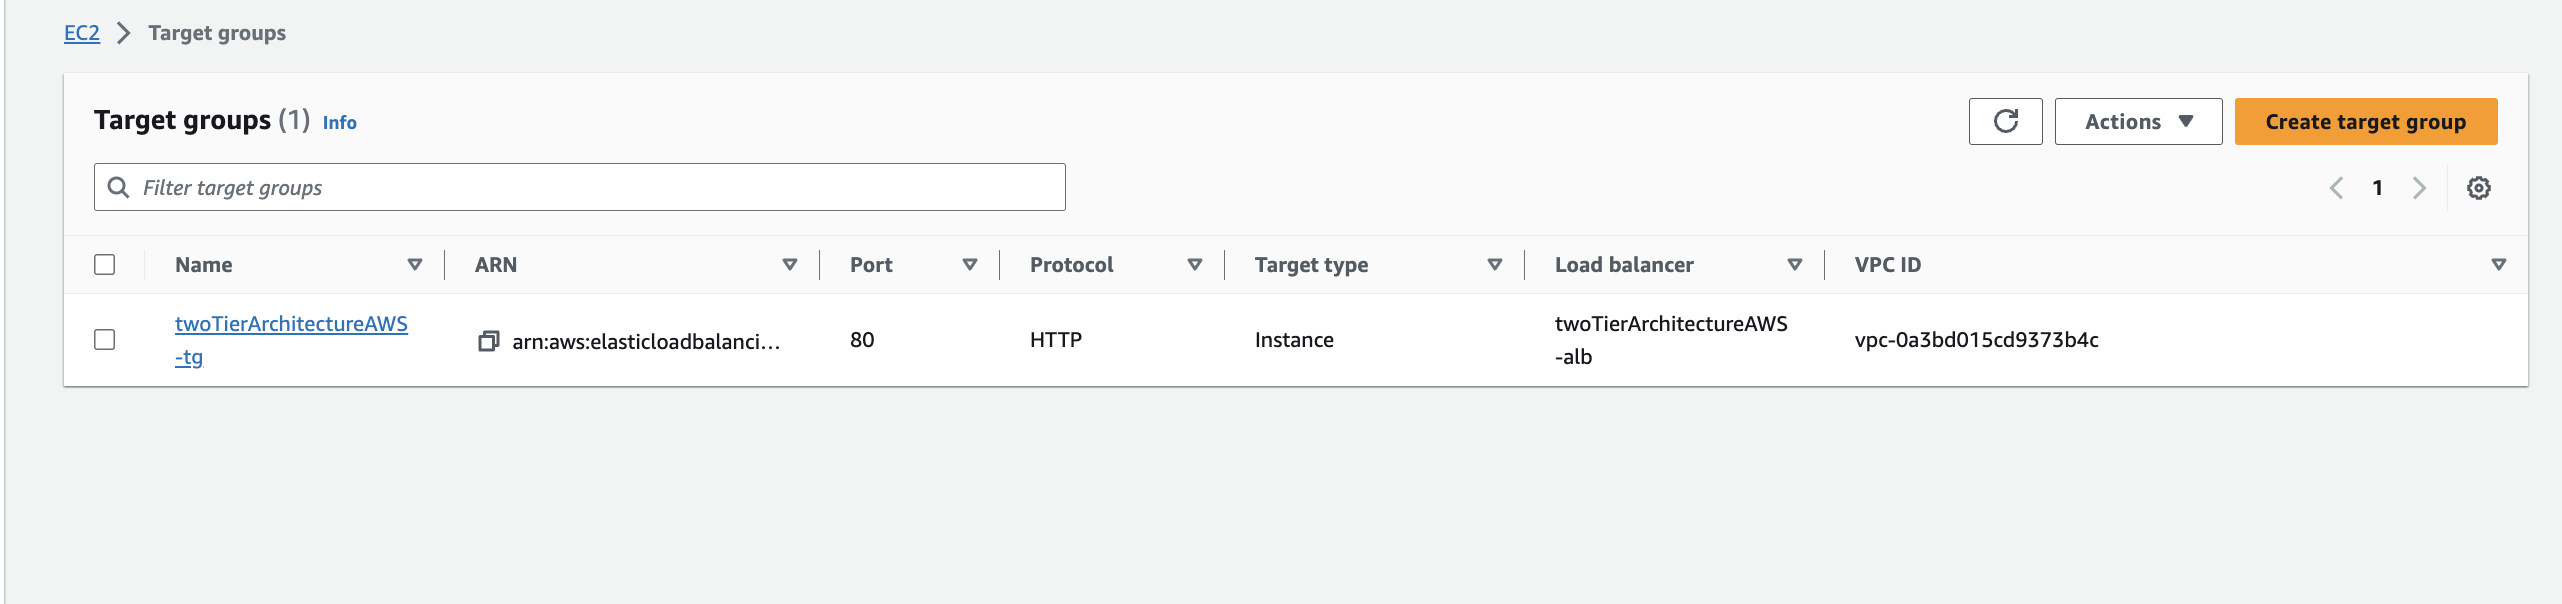 EC2 > Target groups
Target groups (1) Info
Actions
Create target group
Filter target groups
1
Name ARN Port Protocol Target type Load balancer VPC ID
twoTierArchitectureAWS
-tg
arn:aws:elasticloadbalanci...
80
HTTP
Instance
twoTierArchitectureAWS
-alb
vpc-0a3bd015cd9373b4c